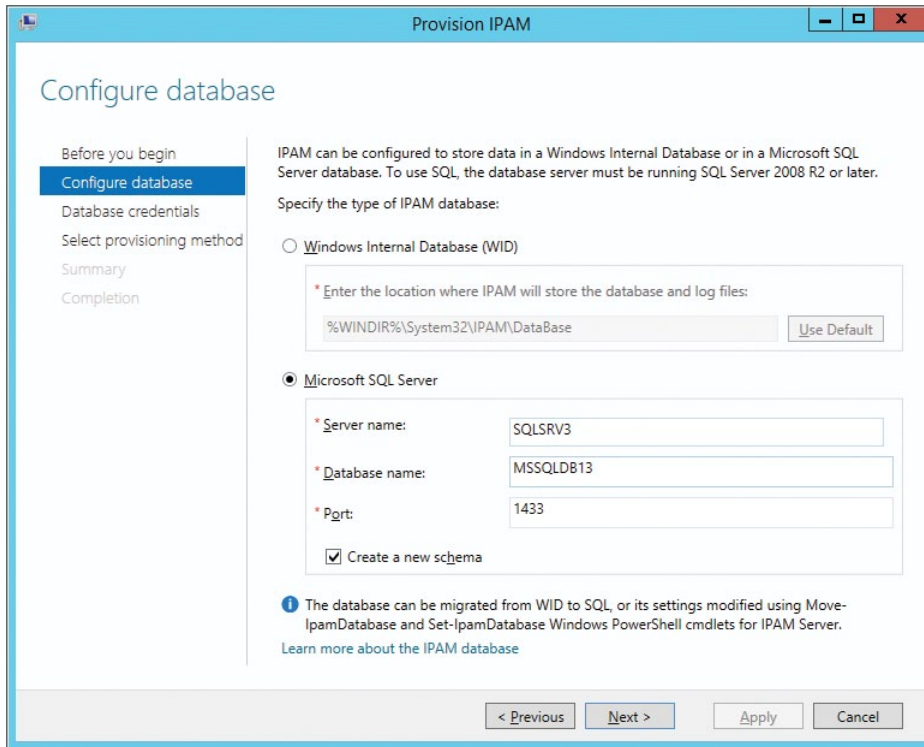 Provision IPAM
Configure database
Before you begin
Configure database
Database credentials
Select provisioning method
Summary
Completion
IPAM can be configured to store data in a Windows Internal Database or in a Microsoft SQL
Server database. To use SQL, the database server must be running SQL Server 2008 R2 or later.
Specify the type of IPAM database:
Windows Internal Database (WID)
* Enter the location where IPAM will store the database and log files:
%WINDIR%\System32\IPAM\DataBase
Use Default
Microsoft SQL Server
* Server name:
SQLSRV3
* Database name:
MSSQLDB13
* Port:
1433
Create a new schema
The database can be migrated from WID to SQL, or its settings modified using Move-
IpamDatabase and Set-IpamDatabase Windows PowerShell cmdlets for IPAM Server.
Learn more about the IPAM database
< Previous
Next >
Apply
Cancel